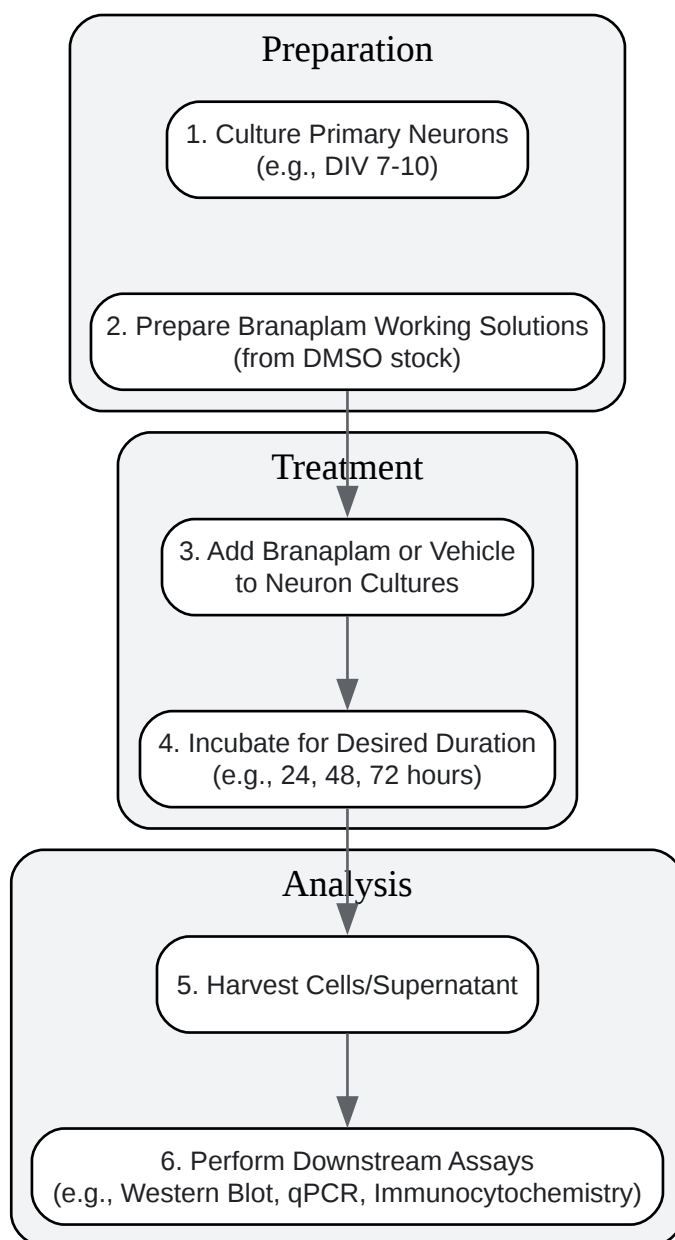 Preparation
1. Culture Primary Neurons
(e.g., DIV 7-10)
2. Prepare Branaplam Working Solutions
(from DMSO stock)
Treatment
3. Add Branaplam or Vehicle
to Neuron Cultures
4. Incubate for Desired Duration
(e.g., 24, 48, 72 hours)
Analysis
5. Harvest Cells/Supernatant
6. Perform Downstream Assays
(e.g., Western Blot, qPCR, Immunocytochemistry)